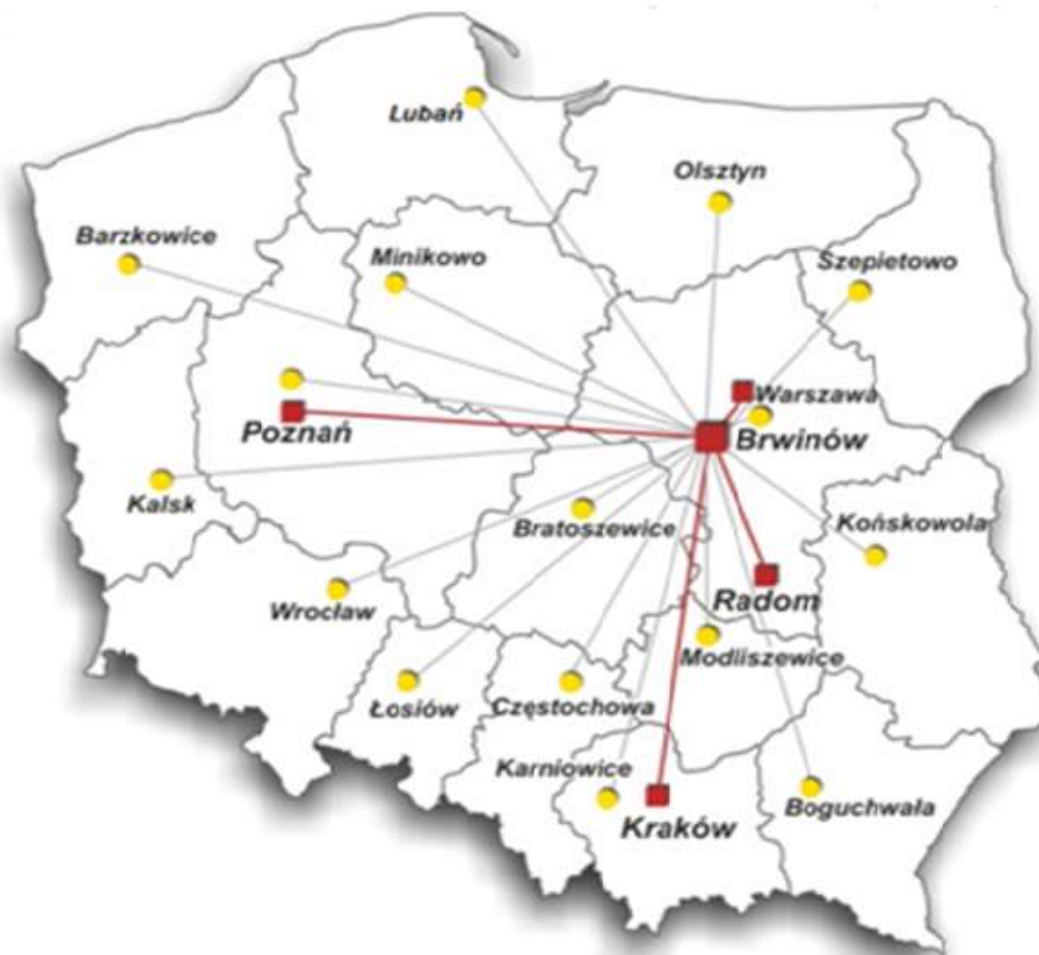 Lubań
Olsztyn
Barzkowice
Minikowo
Szepietowo
Warszawa
Poznań
Brwinów
Kalsk
Bratoszewice
Końskowola
Wrocław
Radom
Modliszewice
Łosiów
Częstochowa
Karniowice
Boguchwała
Kraków